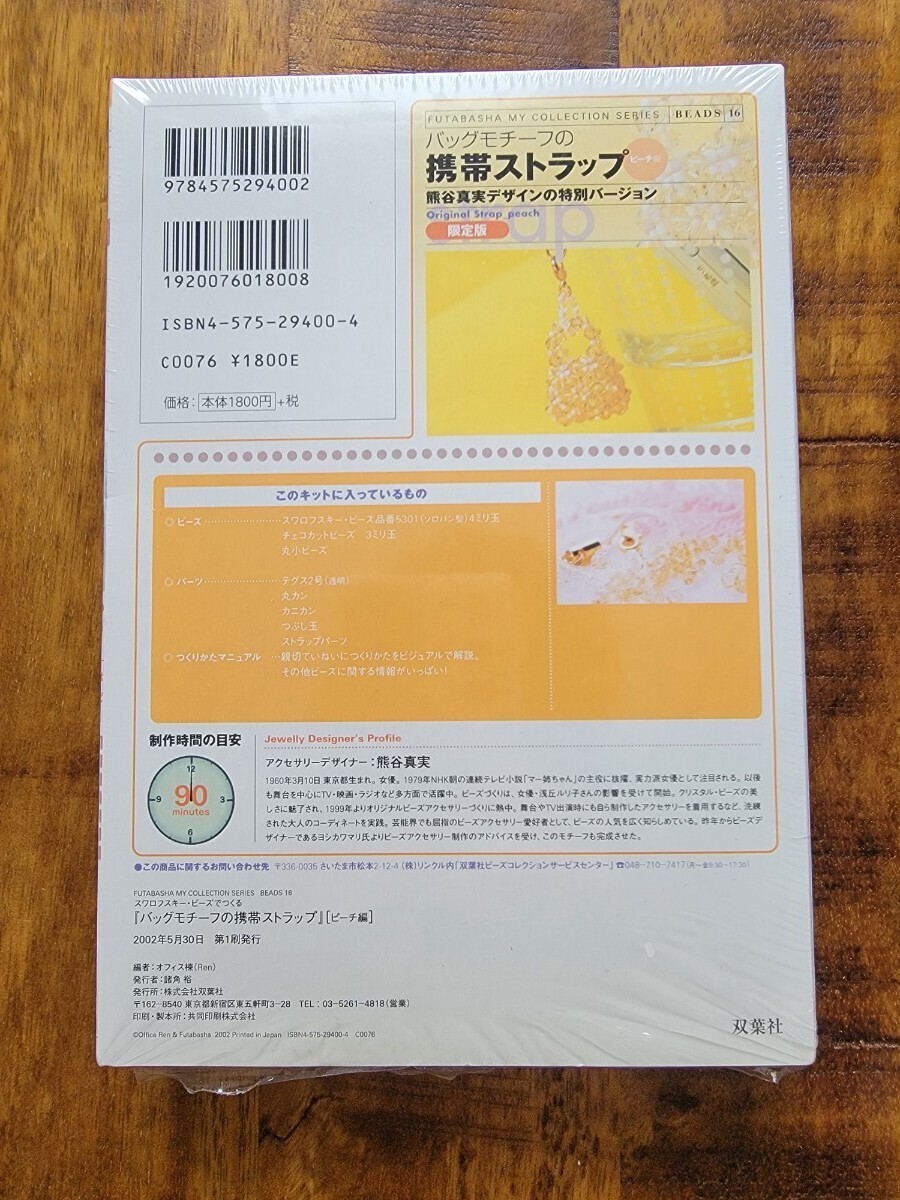 9784575294002
1920076018008
ISBN4-575-29400-4
C0076 ¥1800E
価格：本体1800円+税
FUTABASHA MY COLLECTION SERIES BEADS 16
バッグモチーフの
携帯ストラップ ピーチ編
熊谷真実デザインの特別バージョン
Original Strap_peach
限定版
このキットに入っているもの
◎ビーズ……………………スワロフスキー・ビーズ品番5301(ソロバン型)4ミリ玉
チェコカットビーズ 3ミリ玉
丸小ビーズ
◎パーツ……………………テグス2号(透明)
丸カン
カニカン
つぶし玉
ストラップパーツ
◎つくりかたマニュアル …親切ていねいにつくりかたをビジュアルで解説。
その他ビーズに関する情報がいっぱい!
制作時間の目安
12
3
6
9
90
minutes
Jewelly Designer's Profile
アクセサリーデザイナー：熊谷真実
1960年3月10日 東京都生まれ。女優。1979年NHK朝の連続テレビ小説「マー姉ちゃん」の主役に抜擢、実力派女優として注目される。以後
も舞台を中心にTV・映画・ラジオなど多方面で活躍中。ビーズづくりは、女優・浅丘ルリ子さんの影響を受けて開始。クリスタル・ビーズの美
しさに魅了され、1999年よりオリジナルビーズアクセサリーづくりに熱中。舞台やTV出演時にも自ら制作したアクセサリーを着用するなど、洗練
された大人のコーディネートを実践。芸能界でも屈指のビーズアクセサリー愛好者として、ビーズの人気を広く知らしめている。昨年からビーズデ
ザイナーであるヨシカワマリ氏よりビーズアクセサリー制作のアドバイスを受け、このモチーフも完成させた。
●この商品に関するお問い合わせ先 〒336-0035 さいたま市松本2-12-4 (株)リンクル内「双葉社ビーズコレクションサービスセンター」☎048-710-7417(月〜金9:30〜17:30)
FUTABASHA MY COLLECTION SERIES BEADS 16
スワロフスキー・ビーズでつくる
『バッグモチーフの携帯ストラップ』[ピーチ編]
2002年5月30日 第1刷発行
編者：オフィス棟(Ren)
発行者：諸角 裕
発行所：株式会社双葉社
〒162-8540 東京都新宿区東五軒町3-28 TEL：03-5261-4818(営業)
印刷・製本所：共同印刷株式会社
©Office Ren & Futabasha 2002 Printed in Japan ISBN4-575-29400-4 C0076
双葉社